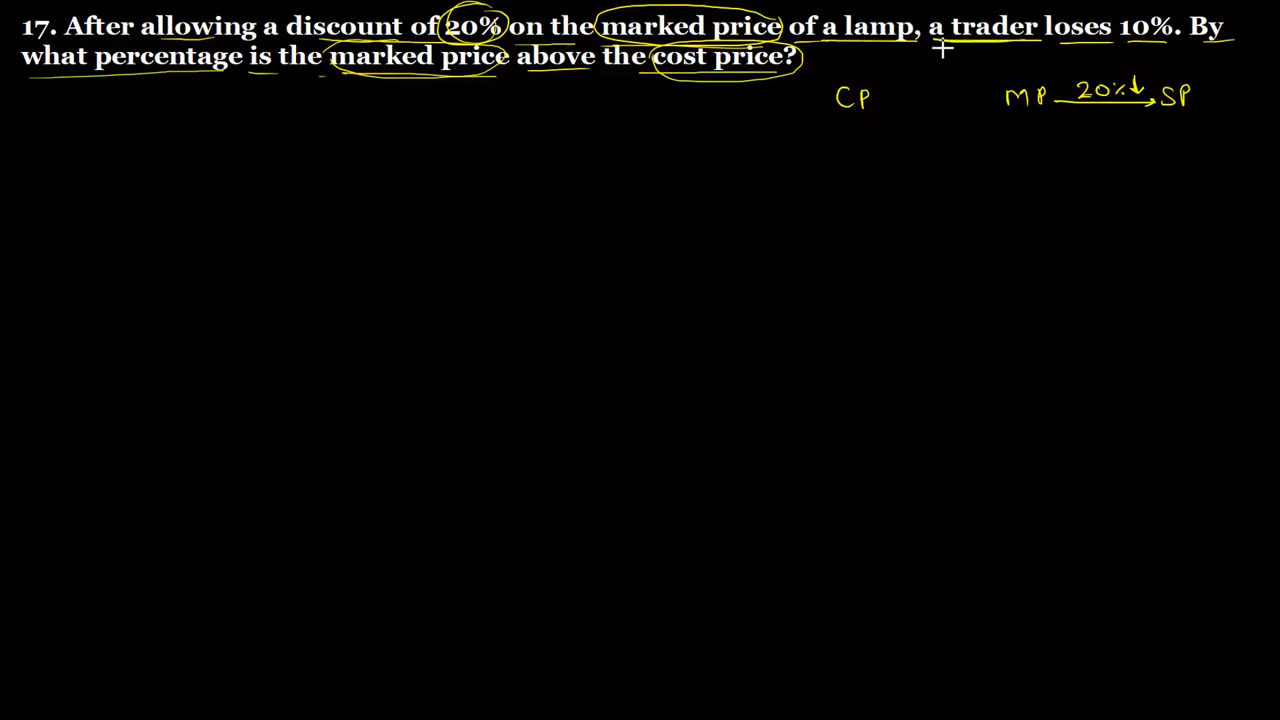 17. After allowing a discount of 20% on the marked price of a lamp, a trader loses 10%. By
what percentage is the marked price above the cost price?
CP MP 20%↓ SP